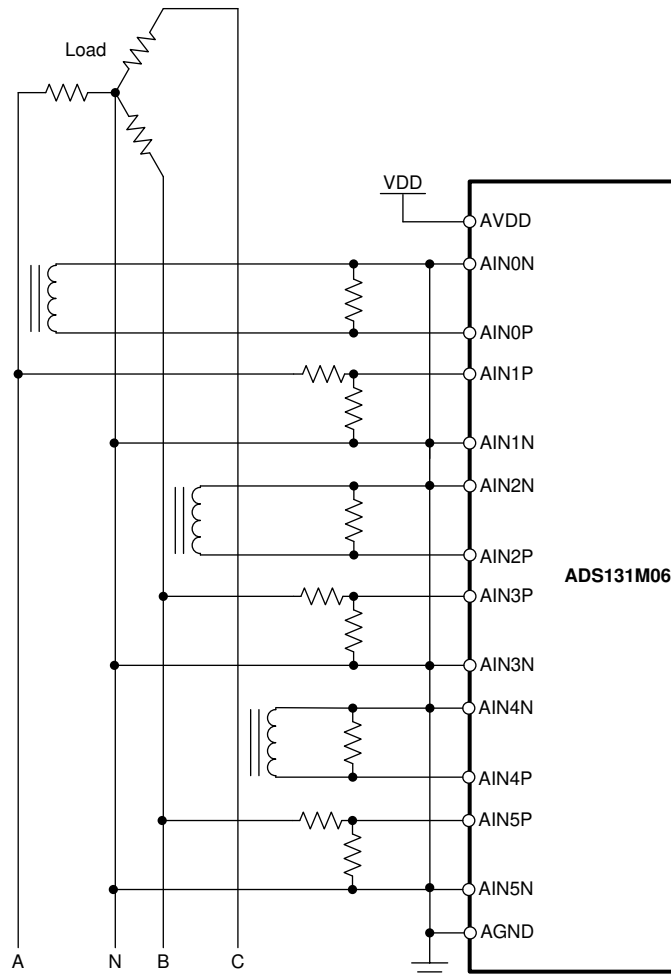 Load
VDD
AVDD
AIN0N
AIN0P
AIN1P
AIN1N
AIN2N
AIN2P
ADS131M06
AIN3P
AIN3N
AIN4N
AIN4P
AIN5P
AIN5N
AGND
A
N
B
C